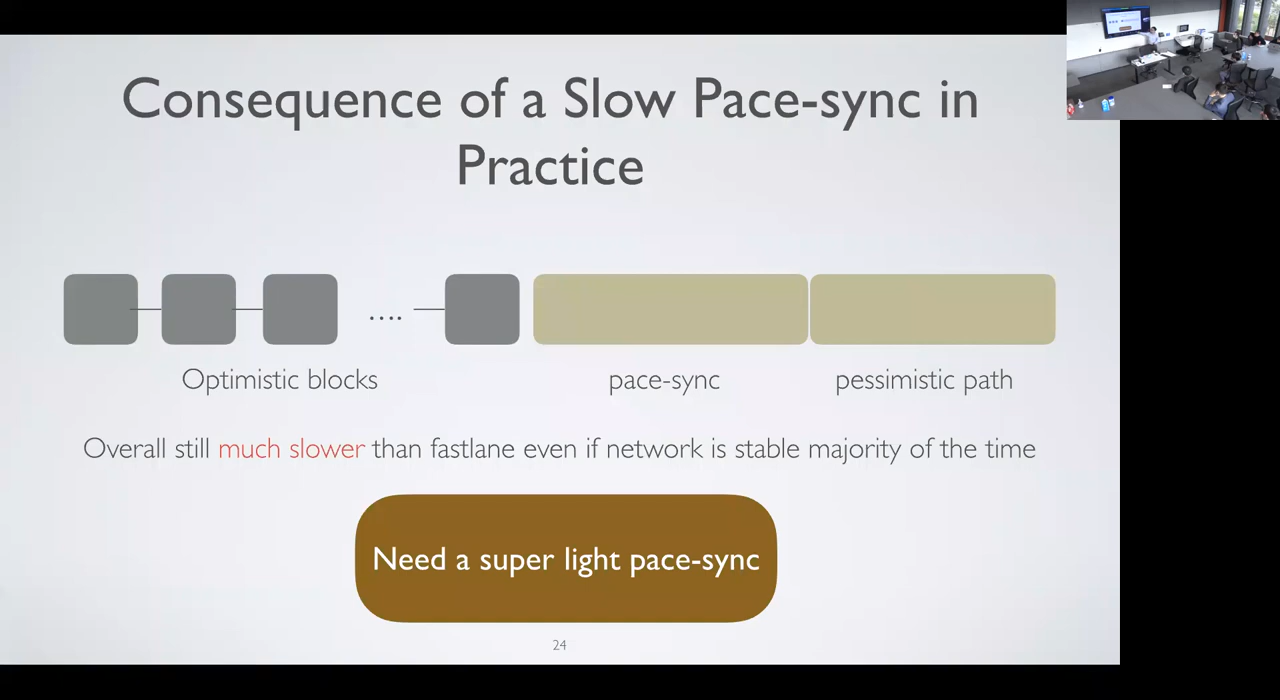 Consequence of a Slow Pace-sync in
Practice
....
Optimistic blocks
pace-sync
pessimistic path
Overall still much slower than fastlane even if network is stable majority of the time
Need a super light pace-sync
24